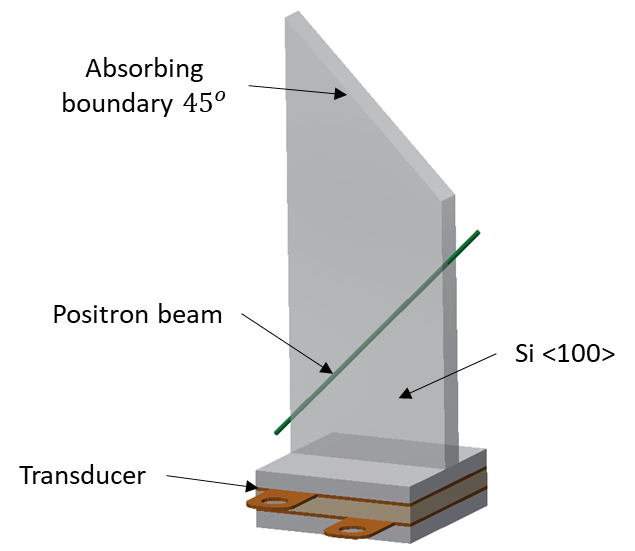 Absorbing
boundary 45°
Positron beam
Si <100>
Transducer